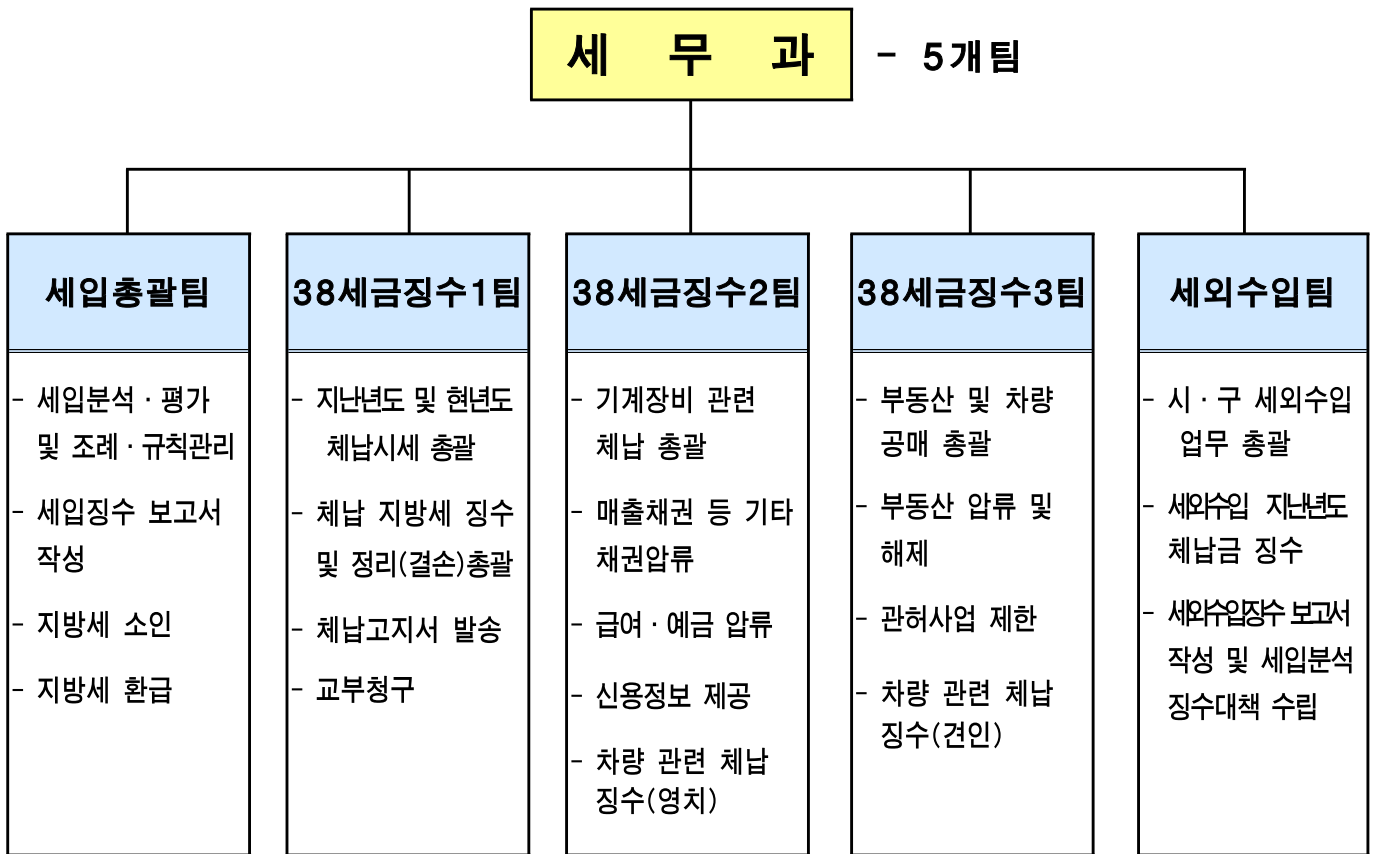 세 무 과 - 5개팀
세입총괄팀
- 세입분석·평가
및 조례·규칙관리
- 세입징수 보고서
작성
- 지방세 소인
- 지방세 환급
38세금징수1팀
- 지난년도 및 현년도
체납시세 총괄
- 체납 지방세 징수
및 정리(결손)총괄
- 체납고지서 발송
- 교부청구
38세금징수2팀
- 기계장비 관련
체납 총괄
- 매출채권 등 기타
채권압류
- 급여·예금 압류
- 신용정보 제공
- 차량 관련 체납
징수(영치)
38세금징수3팀
- 부동산 및 차량
공매 총괄
- 부동산 압류 및
해제
- 관허사업 제한
- 차량 관련 체납
징수(견인)
세외수입팀
- 시·구 세외수입
업무 총괄
- 세외수입 지난년도
체납금 징수
- 세외수입징수 보고서
작성 및 세입분석
징수대책 수립